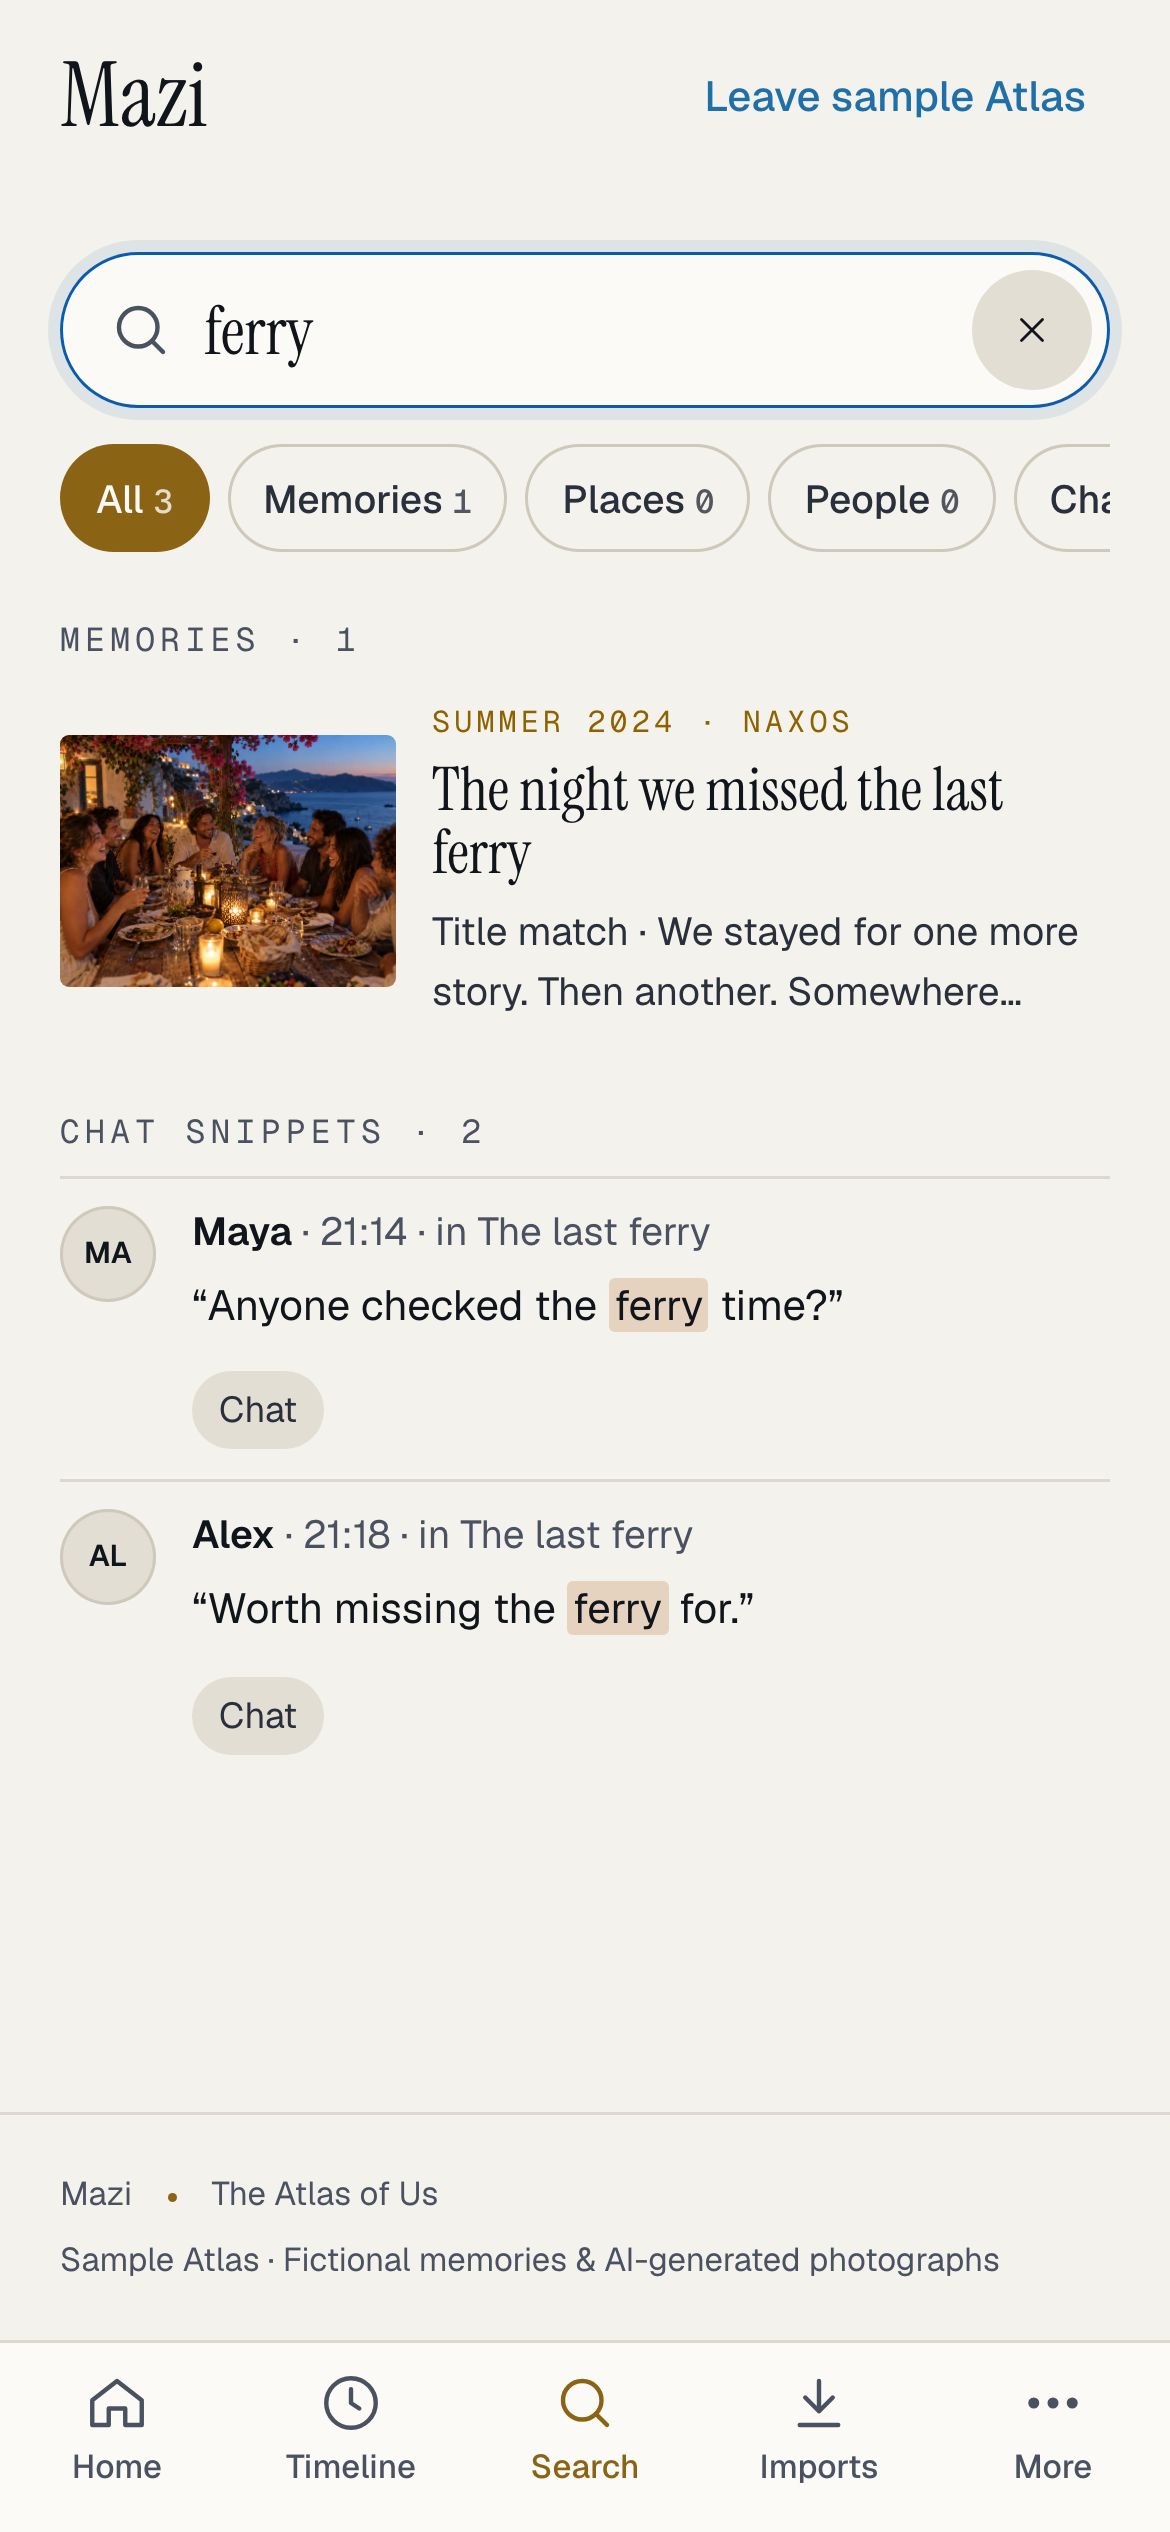 Mazi
Leave sample Atlas
ferry
All 3
Memories 1
Places 0
People 0
Cha
MEMORIES · 1
SUMMER 2024 · NAXOS
The night we missed the last
ferry
Title match · We stayed for one more
story. Then another. Somewhere…
CHAT SNIPPETS · 2
MA
Maya · 21:14 · in The last ferry
“Anyone checked the ferry time?”
Chat
AL
Alex · 21:18 · in The last ferry
“Worth missing the ferry for.”
Chat
Mazi • The Atlas of Us
Sample Atlas · Fictional memories & AI-generated photographs
Home
Timeline
Search
Imports
More